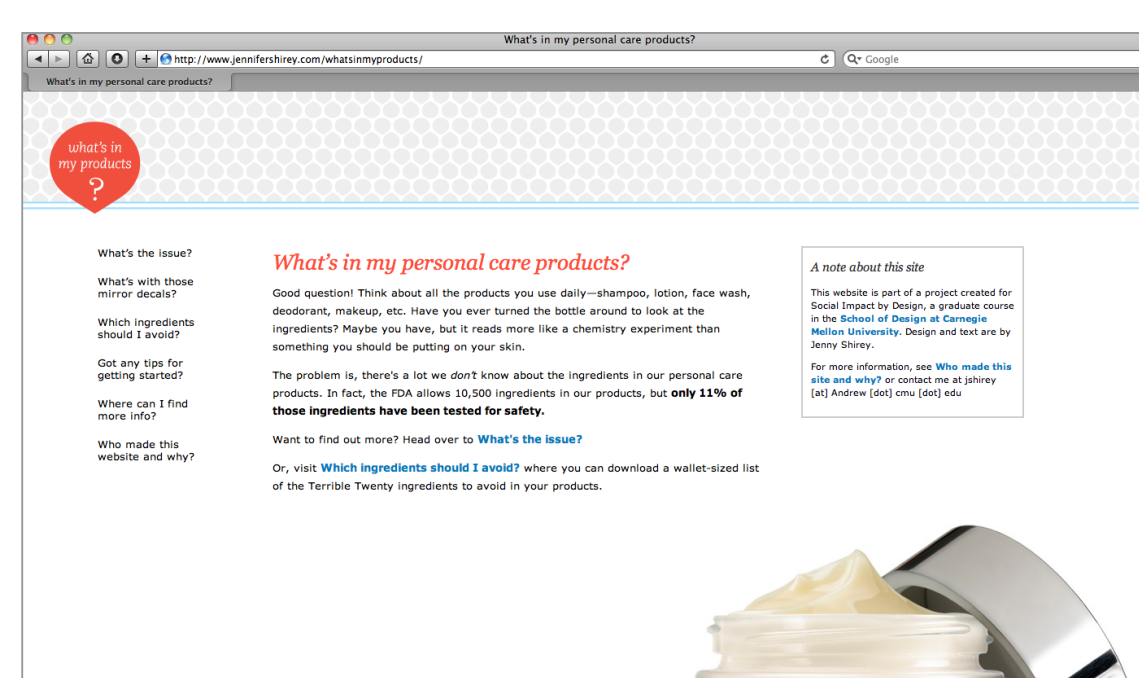 What's in my personal care products?
http://www.jennifershirey.com/whatsinmyproducts/
Google
What's in my personal care products?
what's in
my products
?
What's the issue?
What's with those
mirror decals?
Which ingredients
should I avoid?
Got any tips for
getting started?
Where can I find
more info?
Who made this
website and why?
What's in my personal care products?
Good question! Think about all the products you use daily—shampoo, lotion, face wash,
deodorant, makeup, etc. Have you ever turned the bottle around to look at the
ingredients? Maybe you have, but it reads more like a chemistry experiment than
something you should be putting on your skin.
The problem is, there's a lot we don't know about the ingredients in our personal care
products. In fact, the FDA allows 10,500 ingredients in our products, but only 11% of
those ingredients have been tested for safety.
Want to find out more? Head over to What's the issue?
Or, visit Which ingredients should I avoid? where you can download a wallet-sized list
of the Terrible Twenty ingredients to avoid in your products.
A note about this site
This website is part of a project created for
Social Impact by Design, a graduate course
in the School of Design at Carnegie
Mellon University. Design and text are by
Jenny Shirey.
For more information, see Who made this
site and why? or contact me at jshirey
[at] Andrew [dot] cmu [dot] edu